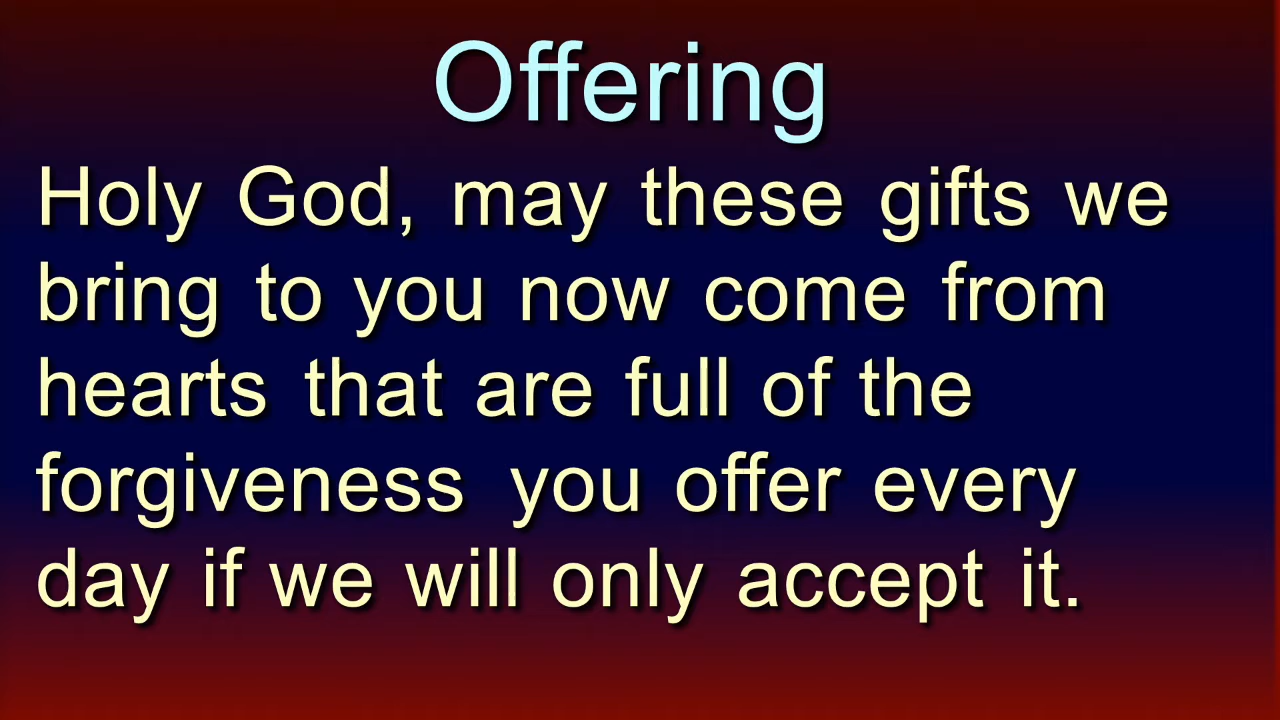 Offering
Holy God, may these gifts we
bring to you now come from
hearts that are full of the
forgiveness you offer every
day if we will only accept it.